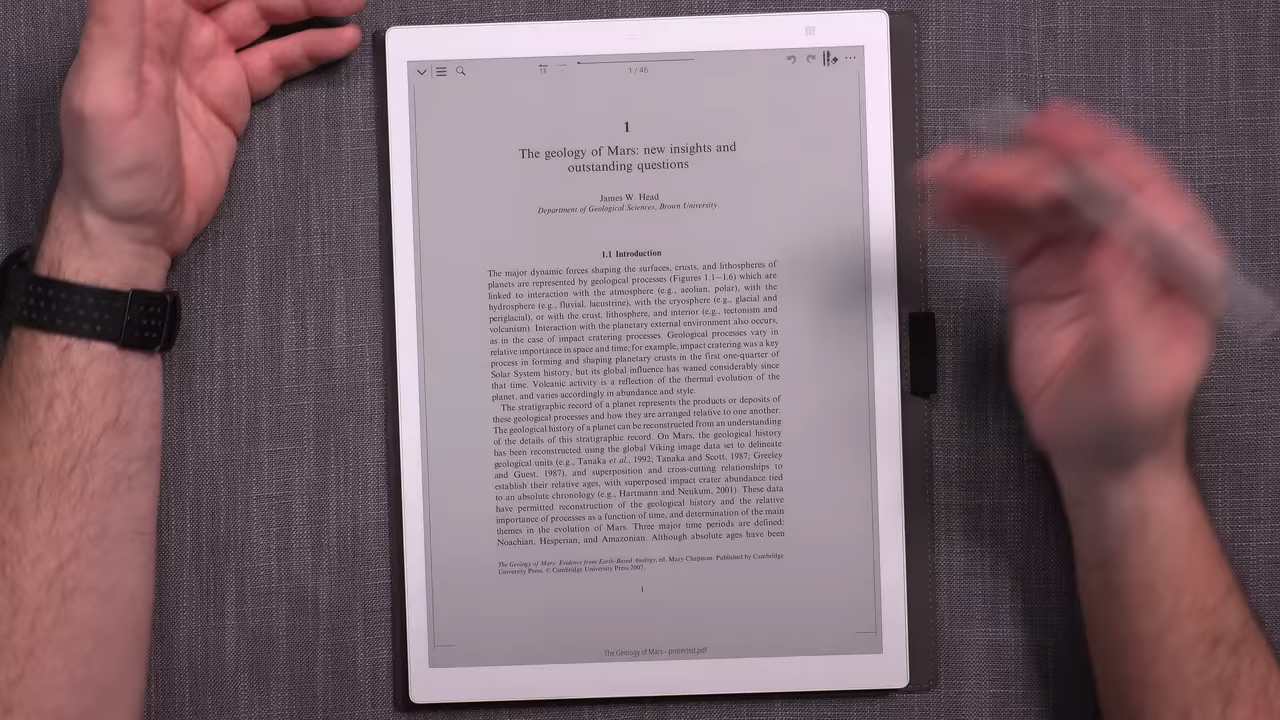 1 / 46
1
The geology of Mars: new insights and
outstanding questions
James W. Head
Department of Geological Sciences, Brown University.
1.1 Introduction
The major dynamic forces shaping the surfaces, crusts, and lithospheres of
planets are represented by geological processes (Figures 1.1–1.6) which are
linked to interaction with the atmosphere (e.g., aeolian, polar), with the
hydrosphere (e.g., fluvial, lacustrine), with the cryosphere (e.g., glacial and
periglacial), or with the crust, lithosphere, and interior (e.g., tectonism and
volcanism). Interaction with the planetary external environment also occurs,
as in the case of impact cratering processes. Geological processes vary in
relative importance in space and time; for example, impact cratering was a key
process in forming and shaping planetary crusts in the first one-quarter of
Solar System history, but its global influence has waned considerably since
that time. Volcanic activity is a reflection of the thermal evolution of the
planet, and varies accordingly in abundance and style.
The stratigraphic record of a planet represents the products or deposits of
these geological processes and how they are arranged relative to one another.
The geological history of a planet can be reconstructed from an understanding
of the details of this stratigraphic record. On Mars, the geological history
has been reconstructed using the global Viking image data set to delineate
geological units (e.g., Tanaka et al., 1992; Tanaka and Scott, 1987; Greeley
and Guest, 1987), and superposition and cross-cutting relationships to
establish their relative ages, with superposed impact crater abundance tied
to an absolute chronology (e.g., Hartmann and Neukum, 2001). These data
have permitted reconstruction of the geological history and the relative
importance of processes as a function of time, and determination of the main
themes in the evolution of Mars. Three major time periods are defined:
Noachian, Hesperian, and Amazonian. Although absolute ages have been
The Geology of Mars: Evidence from Earth-Based Analogs, ed. Mary Chapman. Published by Cambridge
University Press. © Cambridge University Press 2007.
1
The Geology of Mars - protected.pdf